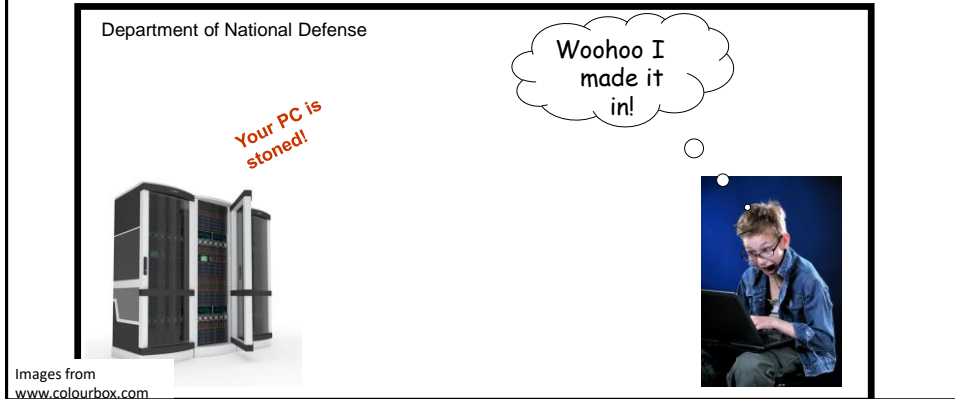 Department of National Defense
Woohoo I
made it
in!
Your PC is
stoned!
Images from
www.colourbox.com